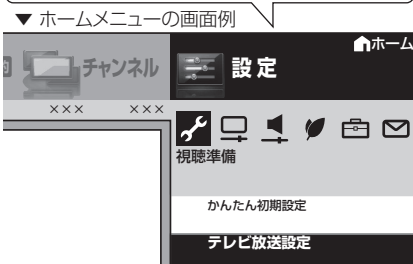 ▼ ホームメニューの画面例
ホーム
チャンネル
設定
××× ×××
視聴準備
かんたん初期設定
テレビ放送設定